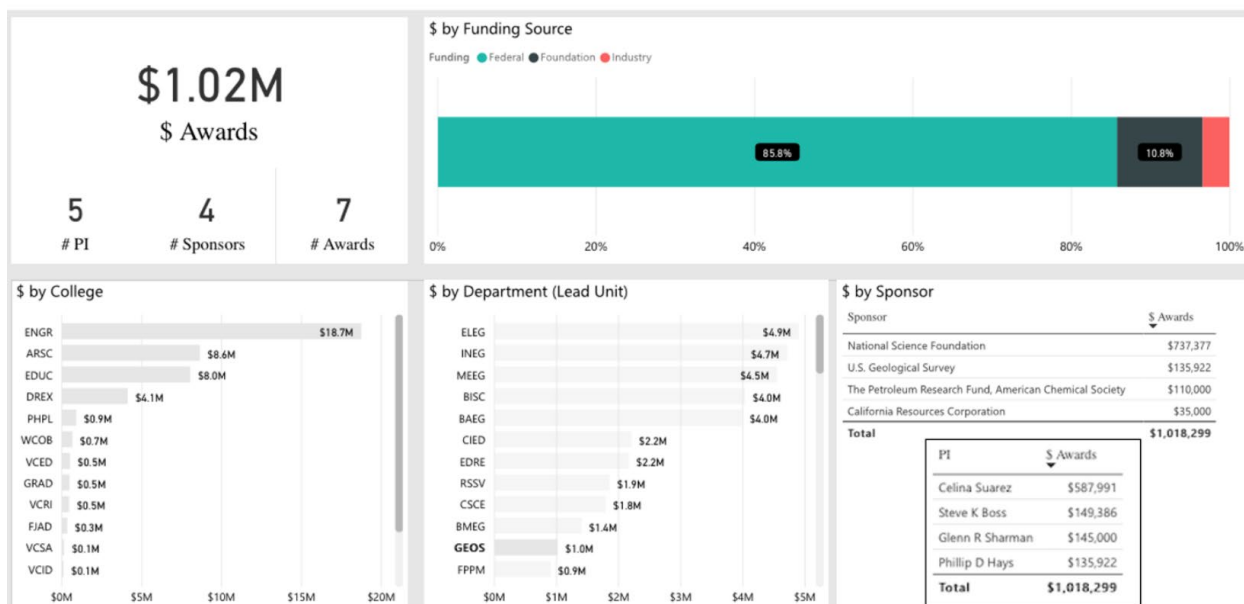 $1.02M
$ Awards
5
# PI
4
# Sponsors
7
# Awards
$ by Funding Source
Funding Federal Foundation Industry
85.8% 10.8%
0% 20% 40% 60% 80% 100%
$ by College
ENGR $18.7M
ARSC $8.6M
EDUC $8.0M
DREX $4.1M
PHPL $0.9M
WCOB $0.7M
VCED $0.5M
GRAD $0.5M
VCRI $0.5M
FJAD $0.3M
VCSA $0.1M
VCID $0.1M
$0M $5M $10M $15M $20M
$ by Department (Lead Unit)
ELEG $4.9M
INEG $4.7M
MEEG $4.5M
BISC $4.0M
BAEG $4.0M
CIED $2.2M
EDRE $2.2M
RSSV $1.9M
CSCE $1.8M
BMEG $1.4M
GEOS $1.0M
FPPM $0.9M
$0M $1M $2M $3M $4M $5M
$ by Sponsor
Sponsor $ Awards
National Science Foundation $737,377
U.S. Geological Survey $135,922
The Petroleum Research Fund, American Chemical Society $110,000
California Resources Corporation $35,000
Total $1,018,299
PI $ Awards
Celina Suarez $587,991
Steve K Boss $149,386
Glenn R Sharman $145,000
Phillip D Hays $135,922
Total $1,018,299